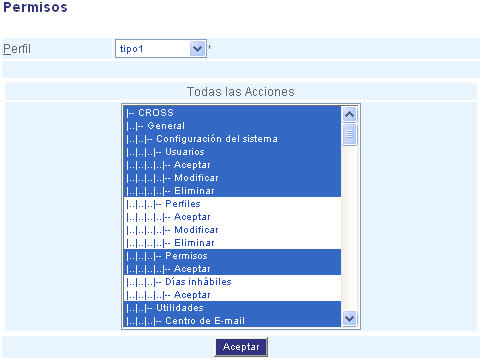 Permisos
Perfil tipo1 *
Todas las Acciones
|-- CROSS
|..|-- General
|..|..|-- Configuración del sistema
|..|..|..|-- Usuarios
|..|..|..|..|-- Aceptar
|..|..|..|..|-- Modificar
|..|..|..|..|-- Eliminar
|..|..|..|-- Perfiles
|..|..|..|..|-- Aceptar
|..|..|..|..|-- Modificar
|..|..|..|..|-- Eliminar
|..|..|..|-- Permisos
|..|..|..|..|-- Aceptar
|..|..|..|-- Días inhábiles
|..|..|..|..|-- Aceptar
|..|..|-- Utilidades
|..|..|..|-- Centro de E-mail
Aceptar